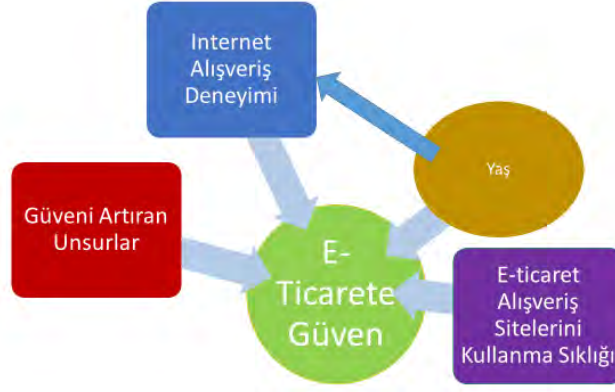 Internet
Alışveriş
Deneyimi
Yaş
Güveni Artıran
Unsurlar
E-
Ticarete
Güven
E-ticaret
Alışveriş
Sitelerini
Kullanma Sıklığı